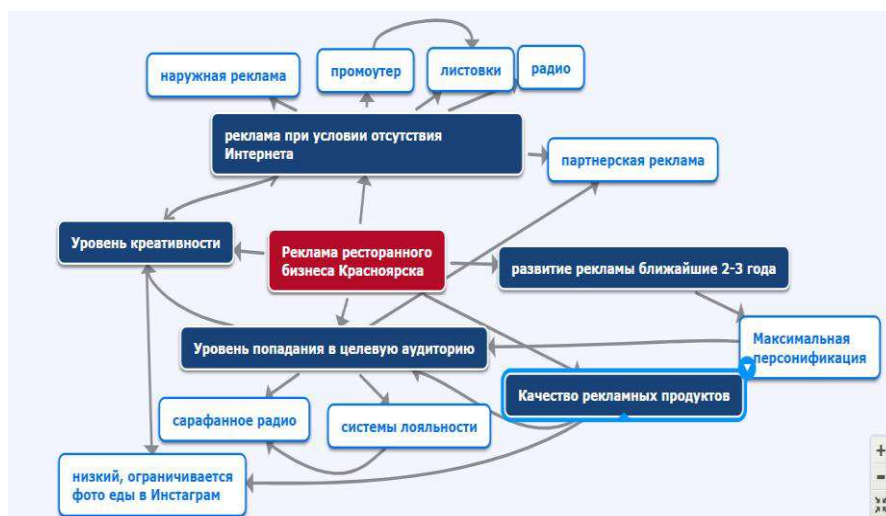 наружная реклама
промоутер
листовки
радио
реклама при условии отсутствия
Интернета
партнерская реклама
Уровень креативности
Реклама ресторанного
бизнеса Красноярска
развитие рекламы ближайшие 2-3 года
Уровень попадания в целевую аудиторию
Максимальная
персонификация
Качество рекламных продуктов
сарафанное радио
системы лояльности
низкий, ограничивается
фото еды в Инстаграм